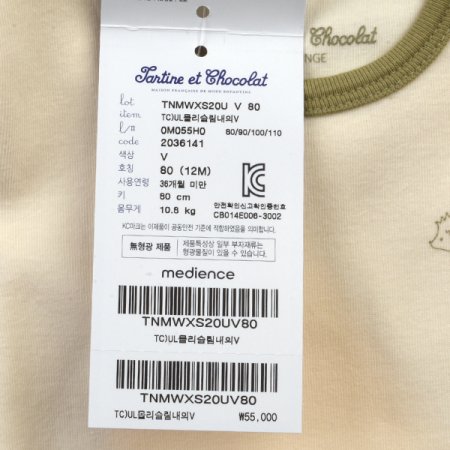 Tartine et Chocolat
MAISON FRANÇAISE DE MODE ENFANTINE
lot TNMWXS20U V 80
item TC)UL폴리슬림내의V
l/n 0M055H0 80/90/100/110
code 2036141
색상 V
호칭 80 (12M)
사용연령 36개월 미만
키 80 cm
몸무게 10.8 kg
안전확인신고확인증번호
CB014E006-3002
KC마크는 이제품이 공통안전 기준에 적합하였음을 의미합니다.
無형광 제품
제품특성상 일부 부자재류는
형광물질이 있을 수 있습니다.
medience
TNMWXS20UV80
TC)UL폴리슬림내의V
TNMWXS20UV80
TC)UL폴리슬림내의V ₩55,000
Chocolat